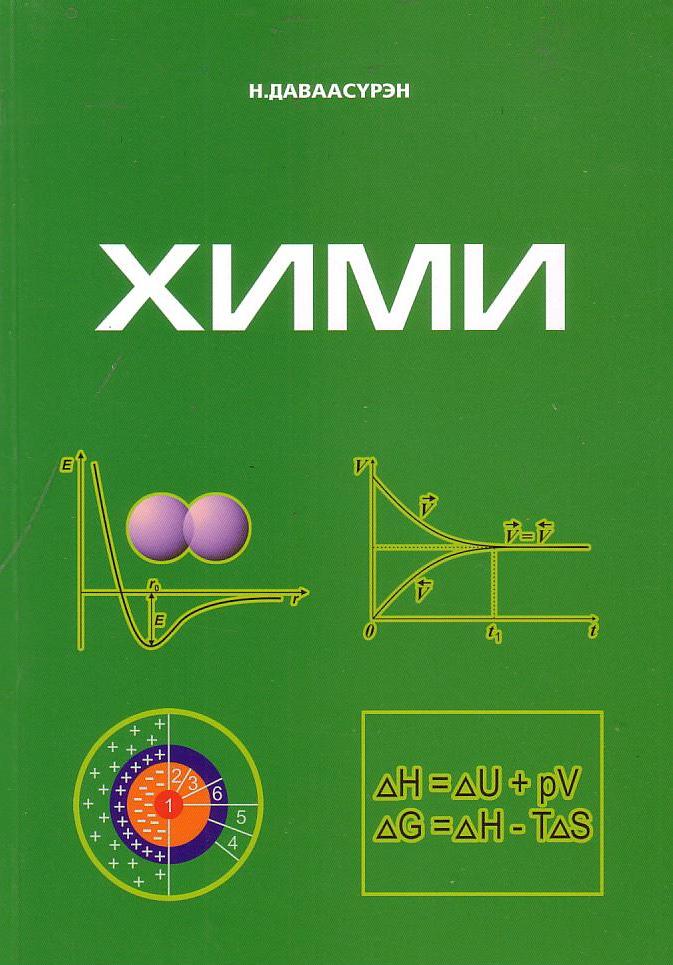 Н.ДАВААСҮРЭН
ХИМИ
E
r₀
E
r
V
V⃗
V⃗ = V⃖
V⃖
0
t₁
t
2
3
1
6
5
4
ΔH = ΔU + pV
ΔG = ΔH - TΔS